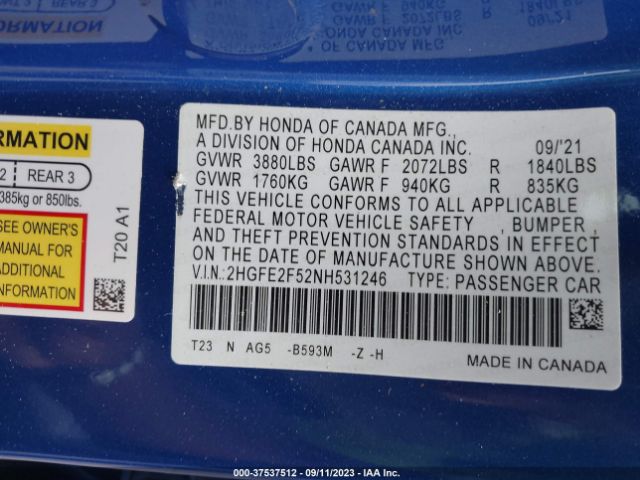 ORMATION
2 REAR 3
385kg or 850lbs.
SEE OWNER'S
MANUAL FOR
ADDITIONAL
INFORMATION
T20 A1
MFD.BY HONDA OF CANADA MFG.,
A DIVISION OF HONDA CANADA INC. 09/'21
GVWR 3880LBS GAWR F 2072LBS R 1840LBS
GVWR 1760KG GAWR F 940KG R 835KG
THIS VEHICLE CONFORMS TO ALL APPLICABLE
FEDERAL MOTOR VEHICLE SAFETY , BUMPER ,
AND THEFT PREVENTION STANDARDS IN EFFECT
ON THE DATE OF MANUFACTURE SHOWN ABOVE.
V.I.N.:2HGFE2F52NH531246 TYPE: PASSENGER CAR
T23 N AG5 -B593M -Z -H
MADE IN CANADA
000-37537512 - 09/11/2023 - IAA Inc.